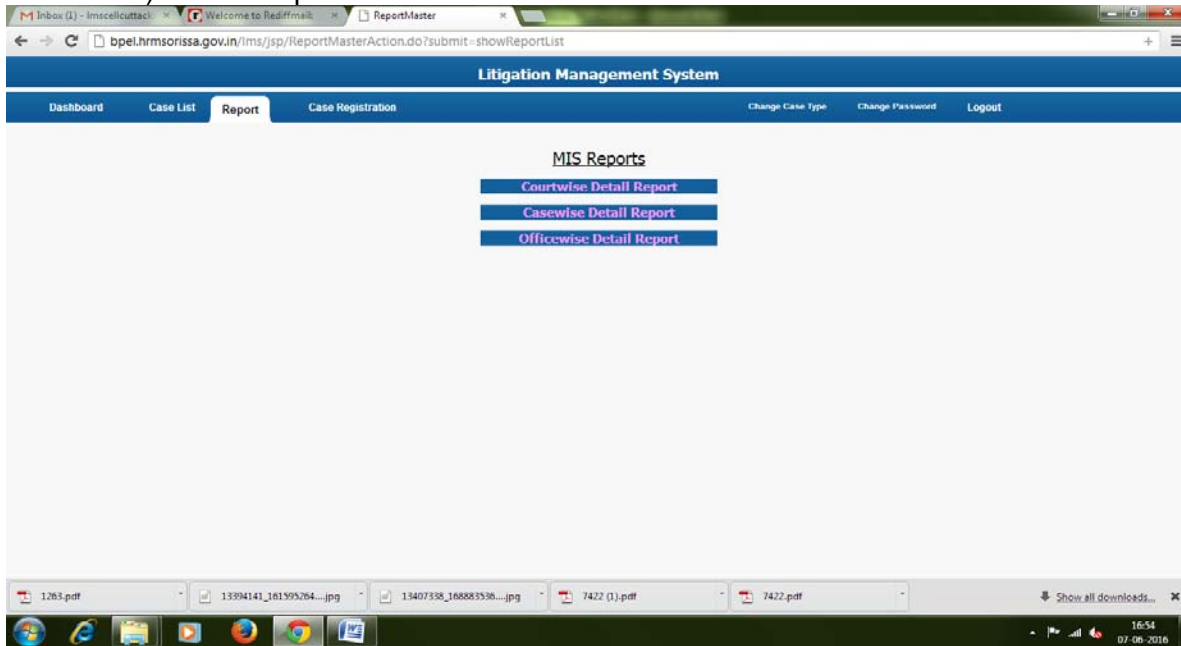 Inbox (1) - lmscellcuttack
Welcome to Rediffmail:
ReportMaster
bpel.hrmsorissa.gov.in/lms/jsp/ReportMasterAction.do?submit=showReportList
Litigation Management System
Dashboard Case List Report Case Registration Change Case Type Change Password Logout
MIS Reports
Courtwise Detail Report
Casewise Detail Report
Officewise Detail Report
1263.pdf 13394141_161595264....jpg 13407338_168883536....jpg 7422 (1).pdf 7422.pdf Show all downloads...
16:54
07-06-2016